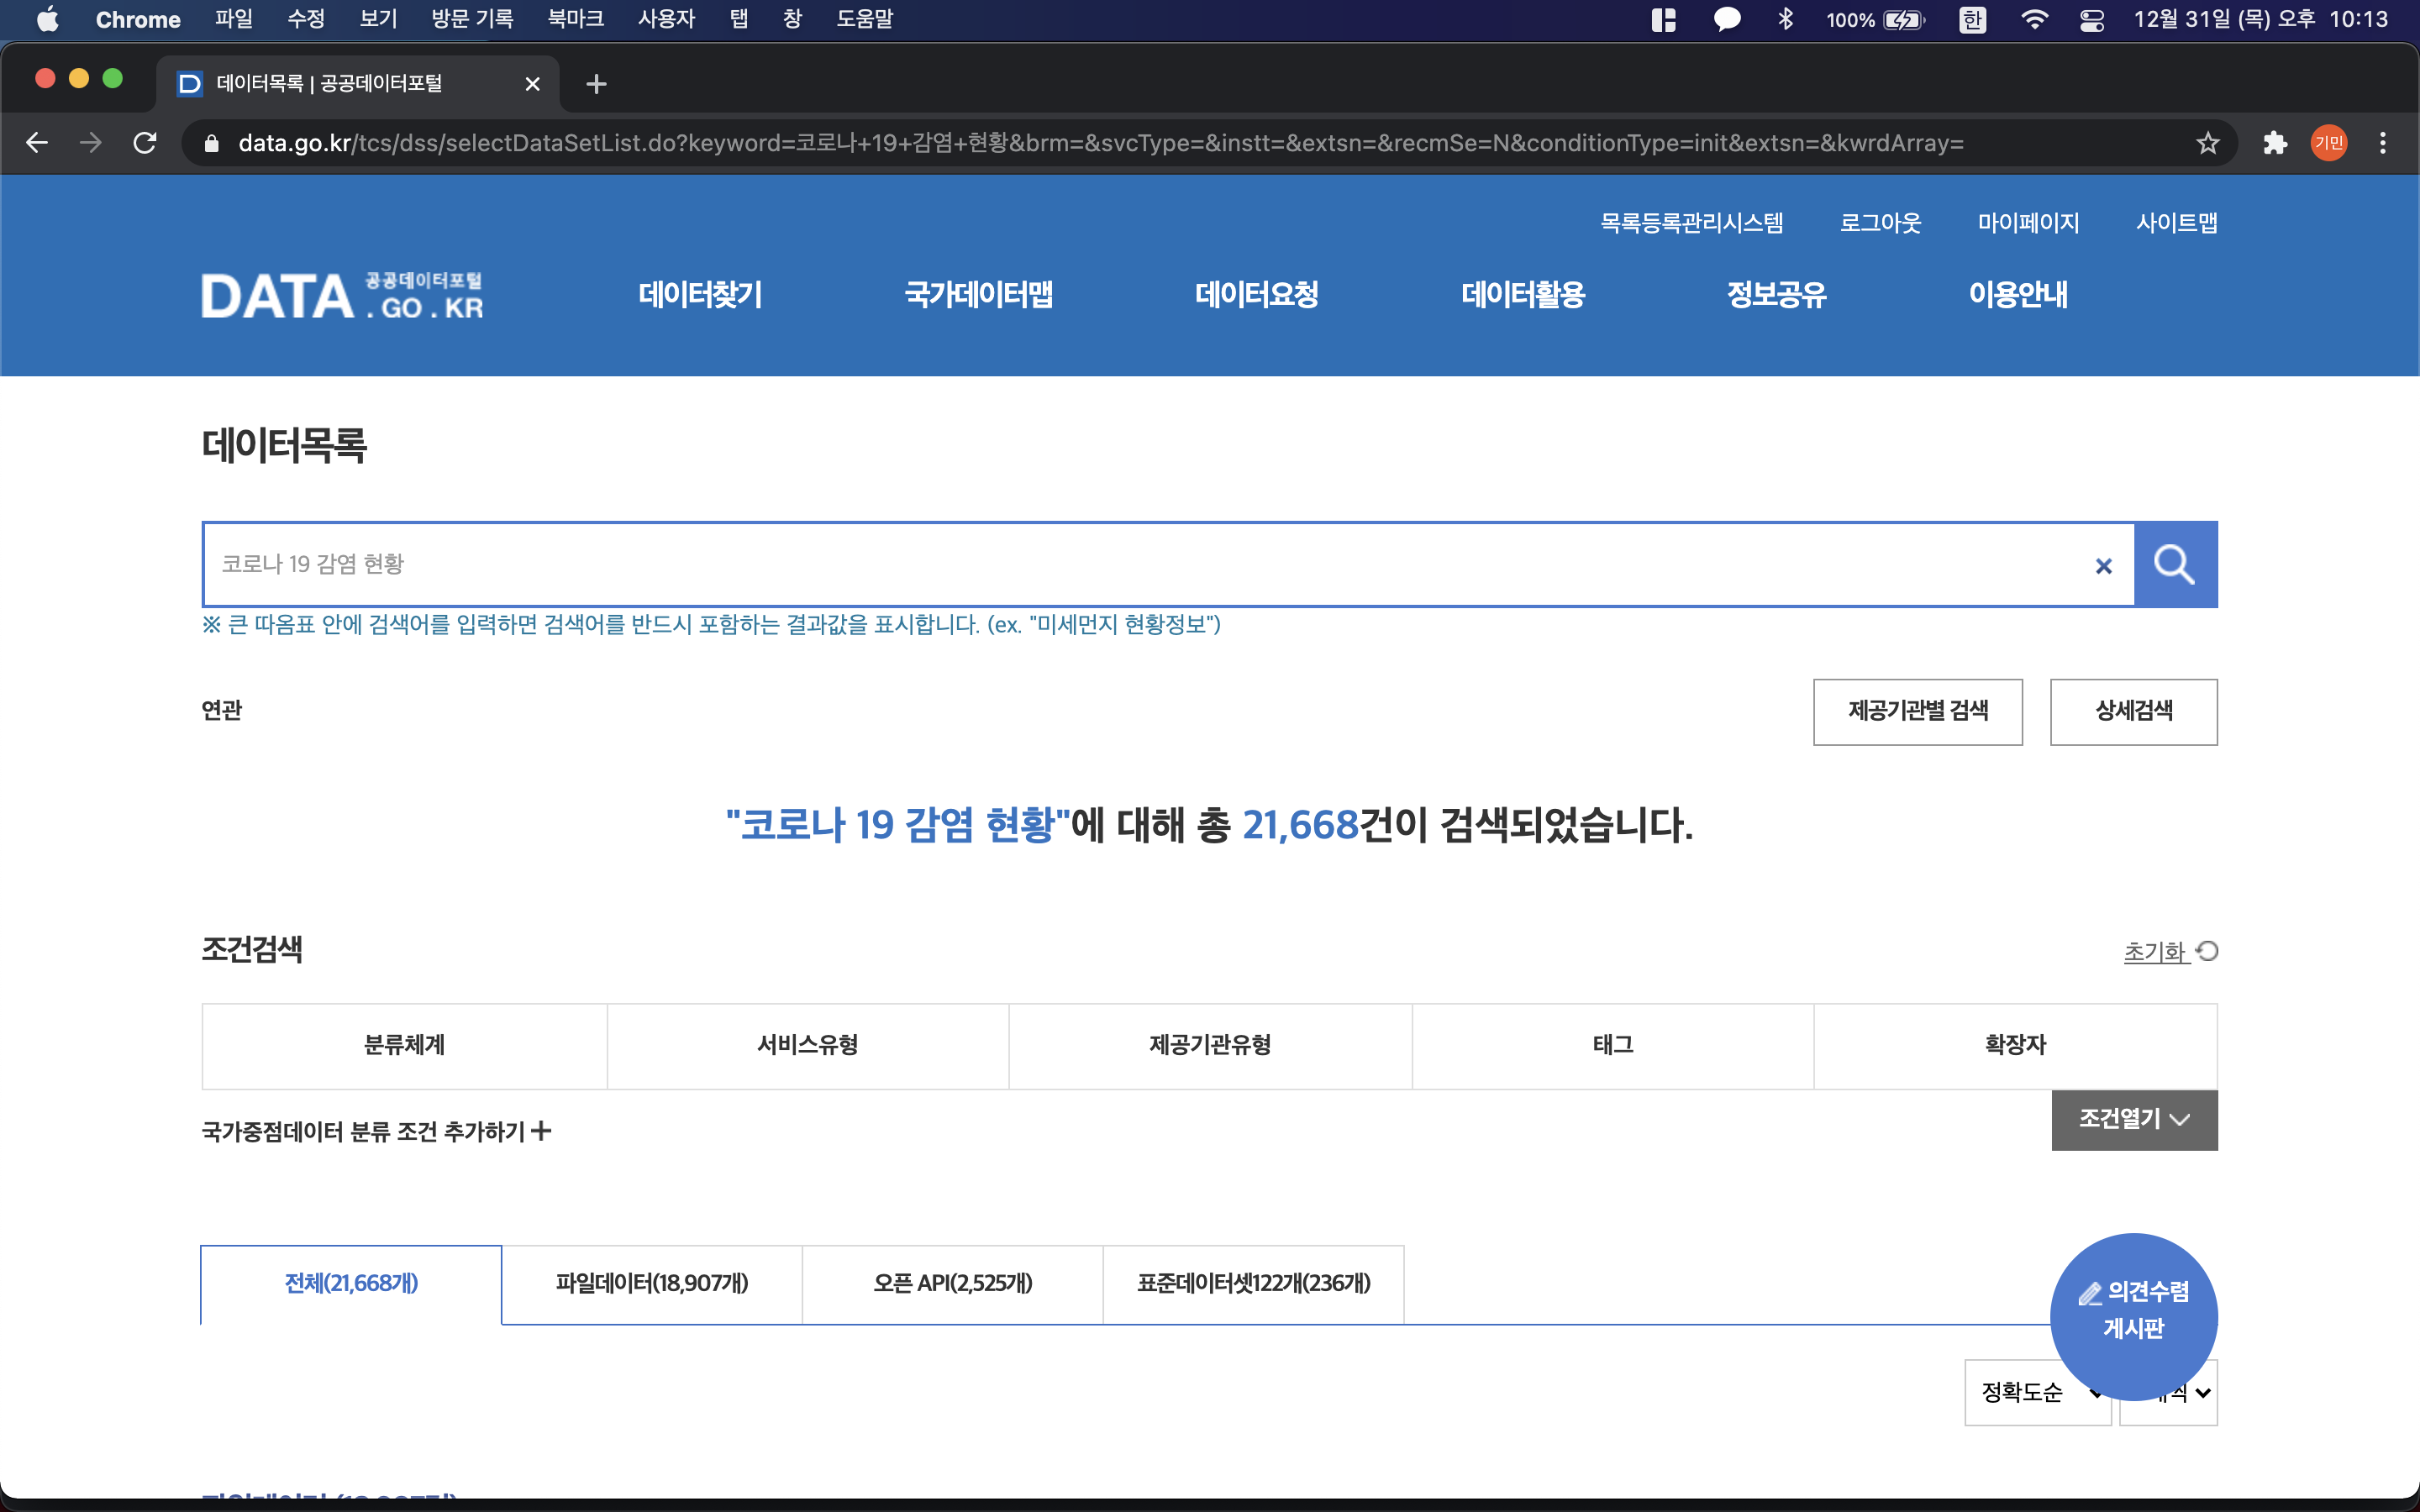 Chrome 파일 수정 보기 방문 기록 북마크 사용자 탭 창 도움말 100% 한 12월 31일 (목) 오후 10:13
데이터목록 | 공공데이터포털
data.go.kr/tcs/dss/selectDataSetList.do?keyword=코로나+19+감염+현황&brm=&svcType=&instt=&extsn=&recmSe=N&conditionType=init&extsn=&kwrdArray=
기민
목록등록관리시스템 로그아웃 마이페이지 사이트맵
DATA 공공데이터포털
.GO.KR
데이터찾기 국가데이터맵 데이터요청 데이터활용 정보공유 이용안내
데이터목록
코로나 19 감염 현황
※ 큰 따옴표 안에 검색어를 입력하면 검색어를 반드시 포함하는 결과값을 표시합니다. (ex. "미세먼지 현황정보")
연관 제공기관별 검색 상세검색
"코로나 19 감염 현황"에 대해 총 21,668건이 검색되었습니다.
조건검색 초기화
분류체계 서비스유형 제공기관유형 태그 확장자
국가중점데이터 분류 조건 추가하기 조건열기
전체(21,668개) 파일데이터(18,907개) 오픈 API(2,525개) 표준데이터셋122개(236개)
의견수렴
게시판
정확도순